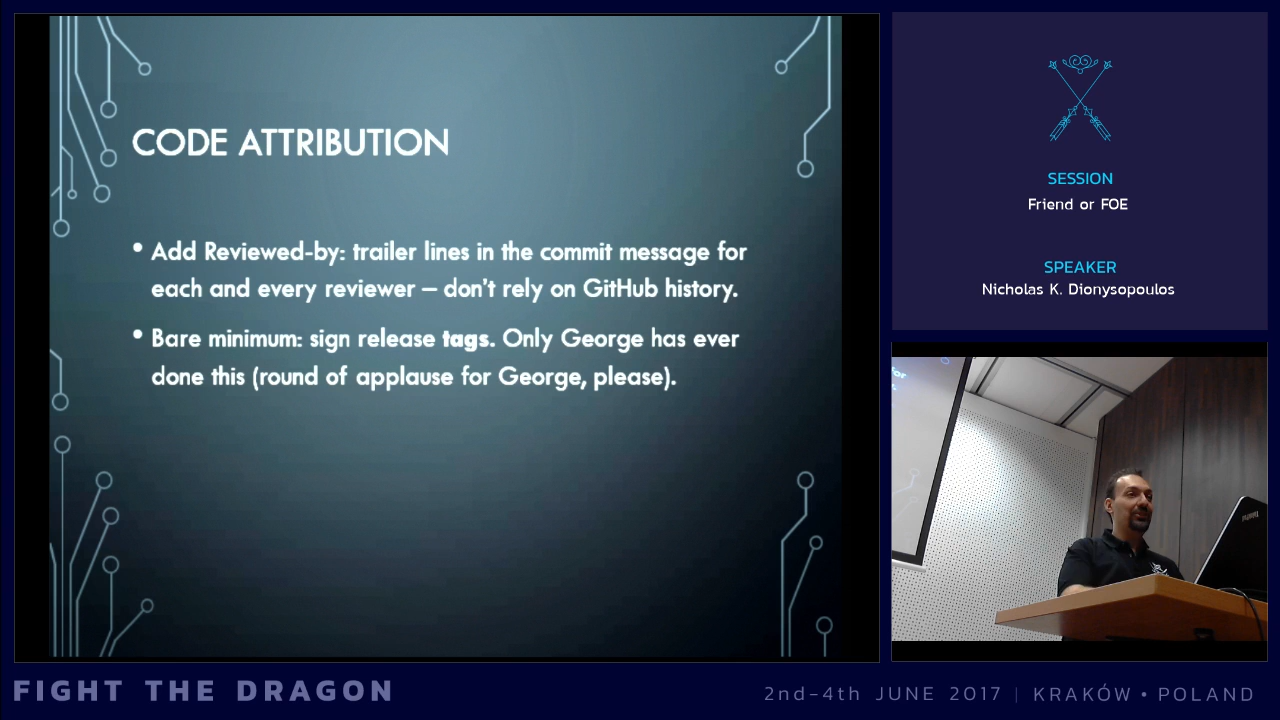 CODE ATTRIBUTION
• Add Reviewed-by: trailer lines in the commit message for
each and every reviewer – don't rely on GitHub history.
• Bare minimum: sign release tags. Only George has ever
done this (round of applause for George, please).
SESSION
Friend or FOE
SPEAKER
Nicholas K. Dionysopoulos
FIGHT THE DRAGON
2nd-4th JUNE 2017 | KRAKÓW • POLAND